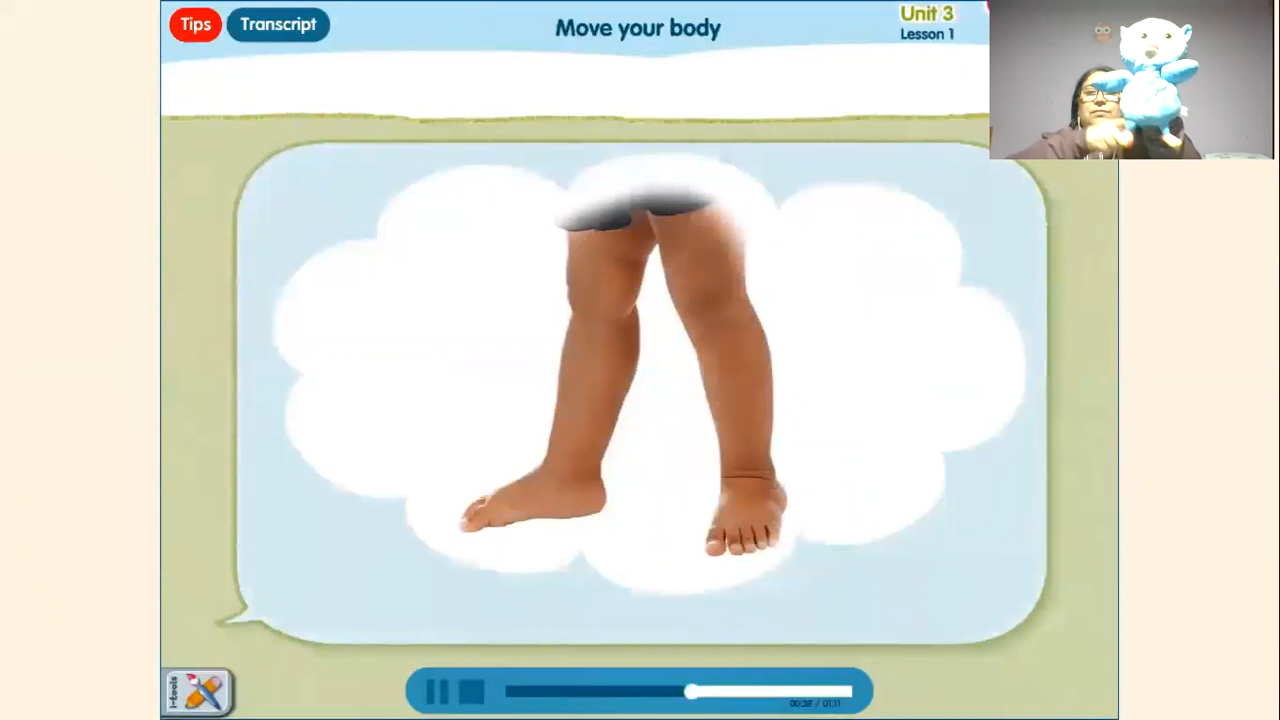 Tips
Transcript
Move your body
Unit 3
Lesson 1
i-tools